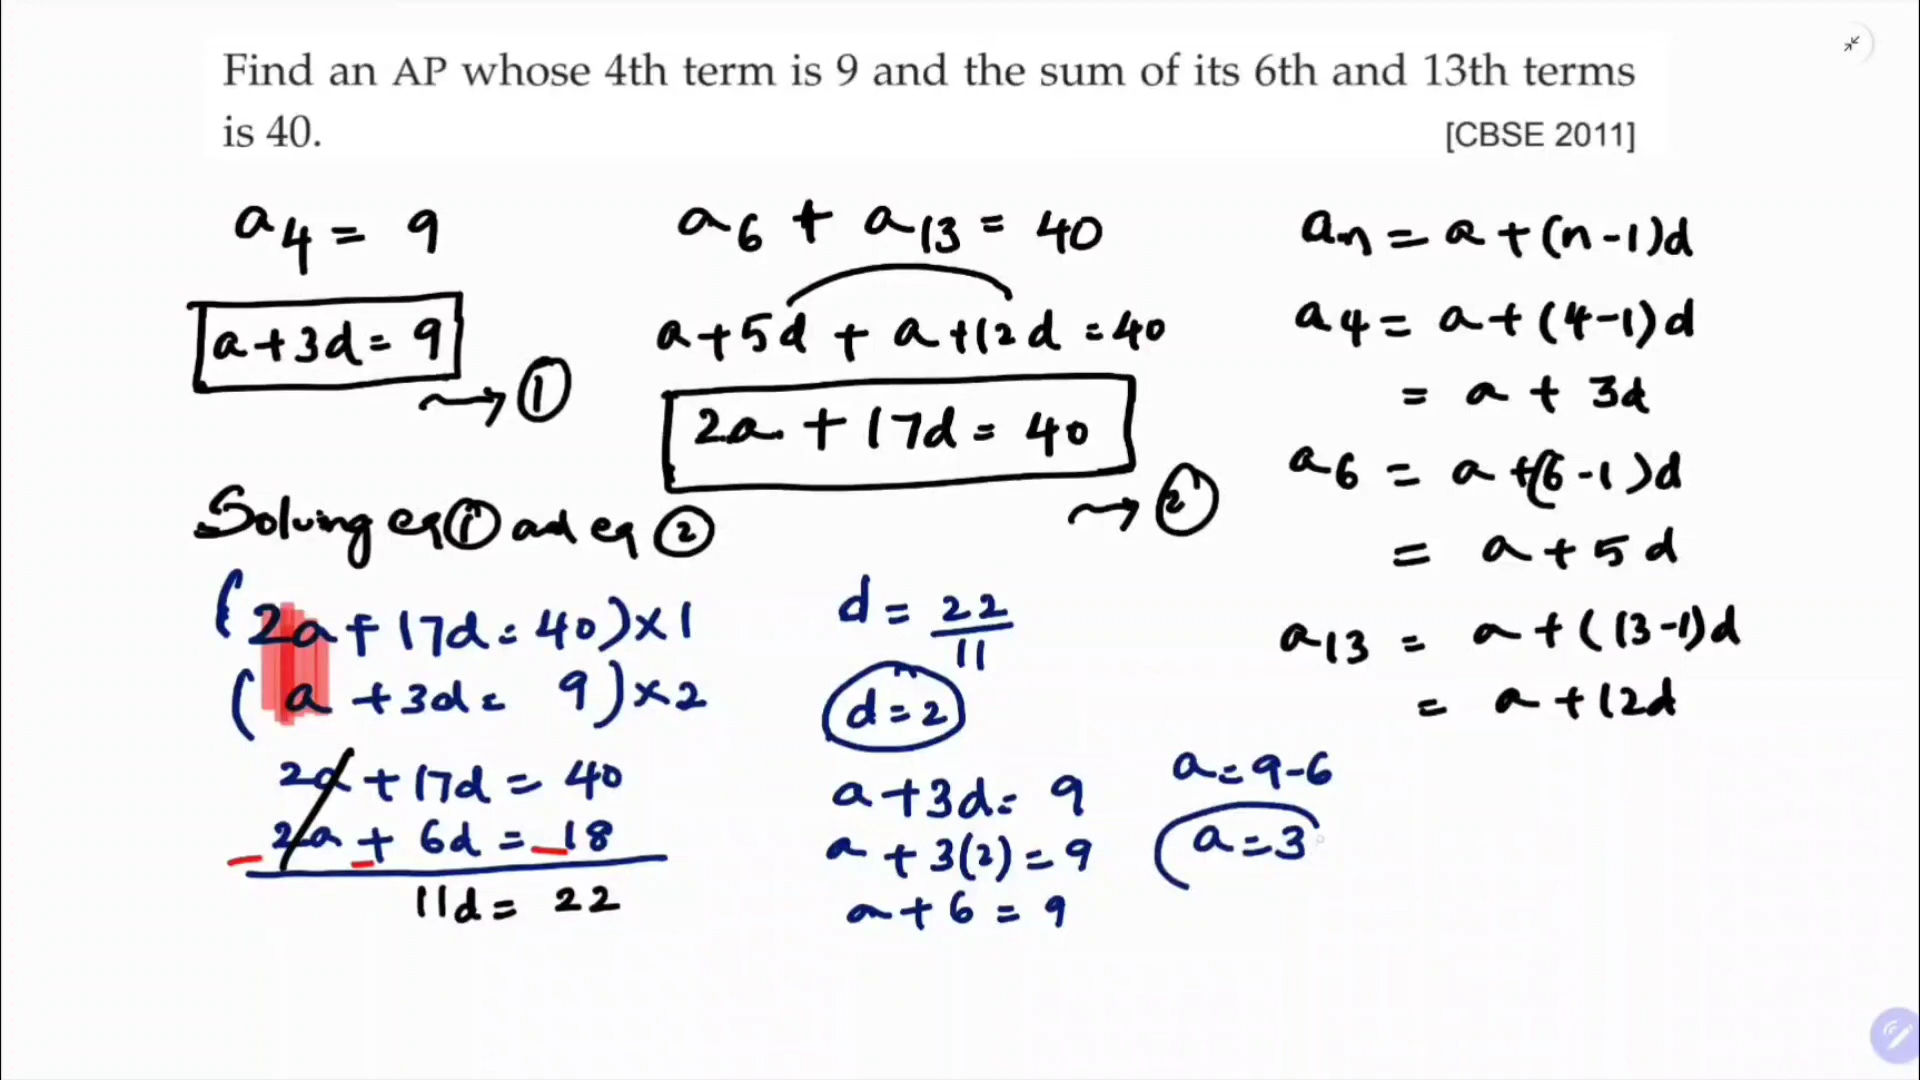 Find an AP whose 4th term is 9 and the sum of its 6th and 13th terms
is 40.
[CBSE 2011]
a4 = 9
a+3d = 9
→ ①
a6 + a13 = 40
a+5d + a+12d = 40
2a + 17d = 40
→ ②
an = a+(n-1)d
a4 = a+(4-1)d
= a + 3d
a6 = a+(6-1)d
= a+5d
a13 = a+(13-1)d
= a+12d
Solving eq ① and eq ②
(2a+17d=40)×1
(a+3d= 9)×2
2a + 17d = 40
2a + 6d = 18
11d = 22
d = 22/11
d=2
a+3d= 9
a + 3(2) = 9
a + 6 = 9
a=9-6
a=3